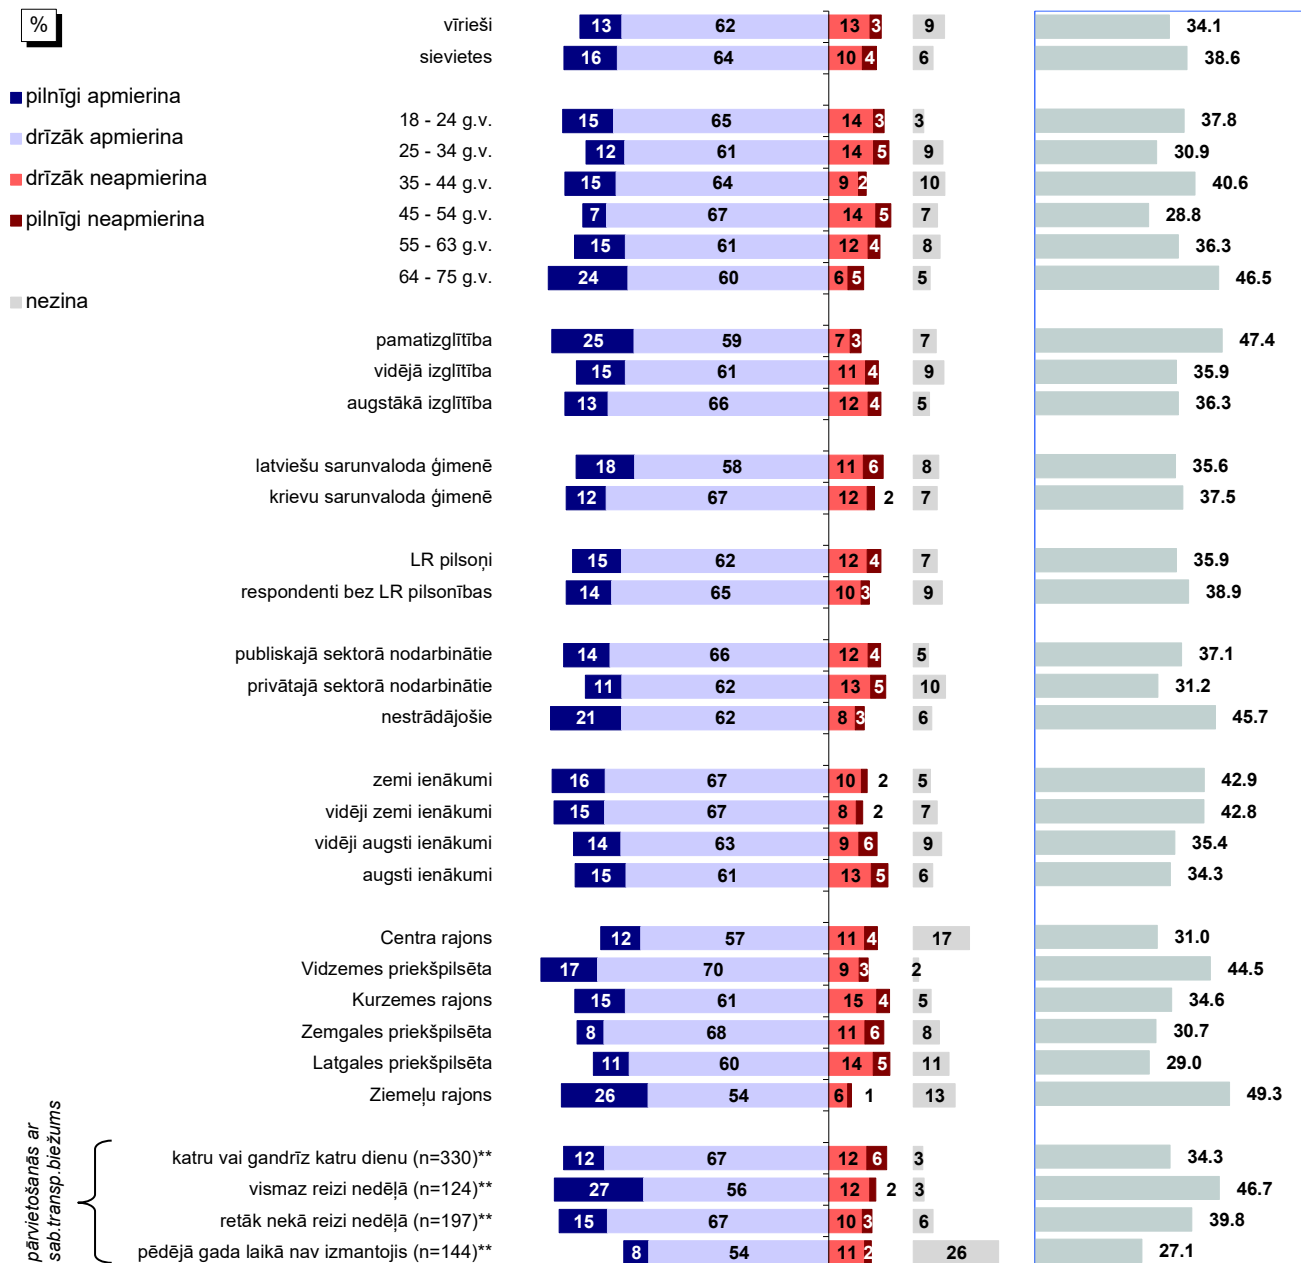 %
pilnīgi apmierina
drīzāk apmierina
drīzāk neapmierina
pilnīgi neapmierina
nezina
vīrieši 13 62 13 3 9 34.1
sievietes 16 64 10 4 6 38.6
18 - 24 g.v. 15 65 14 3 3 37.8
25 - 34 g.v. 12 61 14 5 9 30.9
35 - 44 g.v. 15 64 9 2 10 40.6
45 - 54 g.v. 7 67 14 5 7 28.8
55 - 63 g.v. 15 61 12 4 8 36.3
64 - 75 g.v. 24 60 6 5 5 46.5
pamatizglītība 25 59 7 3 7 47.4
vidējā izglītība 15 61 11 4 9 35.9
augstākā izglītība 13 66 12 4 5 36.3
latviešu sarunvaloda ģimenē 18 58 11 6 8 35.6
krievu sarunvaloda ģimenē 12 67 12 2 7 37.5
LR pilsoņi 15 62 12 4 7 35.9
respondenti bez LR pilsonības 14 65 10 3 9 38.9
publiskajā sektorā nodarbinātie 14 66 12 4 5 37.1
privātajā sektorā nodarbinātie 11 62 13 5 10 31.2
nestrādājošie 21 62 8 3 6 45.7
zemi ienākumi 16 67 10 2 5 42.9
vidēji zemi ienākumi 15 67 8 2 7 42.8
vidēji augsti ienākumi 14 63 9 6 9 35.4
augsti ienākumi 15 61 13 5 6 34.3
Centra rajons 12 57 11 4 17 31.0
Vidzemes priekšpilsēta 17 70 9 3 2 44.5
Kurzemes rajons 15 61 15 4 5 34.6
Zemgales priekšpilsēta 8 68 11 6 8 30.7
Latgales priekšpilsēta 11 60 14 5 11 29.0
Ziemeļu rajons 26 54 6 1 13 49.3
pārvietošanās ar
sab.transp.biežums
katru vai gandrīz katru dienu (n=330)** 12 67 12 6 3 34.3
vismaz reizi nedēļā (n=124)** 27 56 12 2 3 46.7
retāk nekā reizi nedēļā (n=197)** 15 67 10 3 6 39.8
pēdējā gada laikā nav izmantojis (n=144)** 8 54 11 2 26 27.1